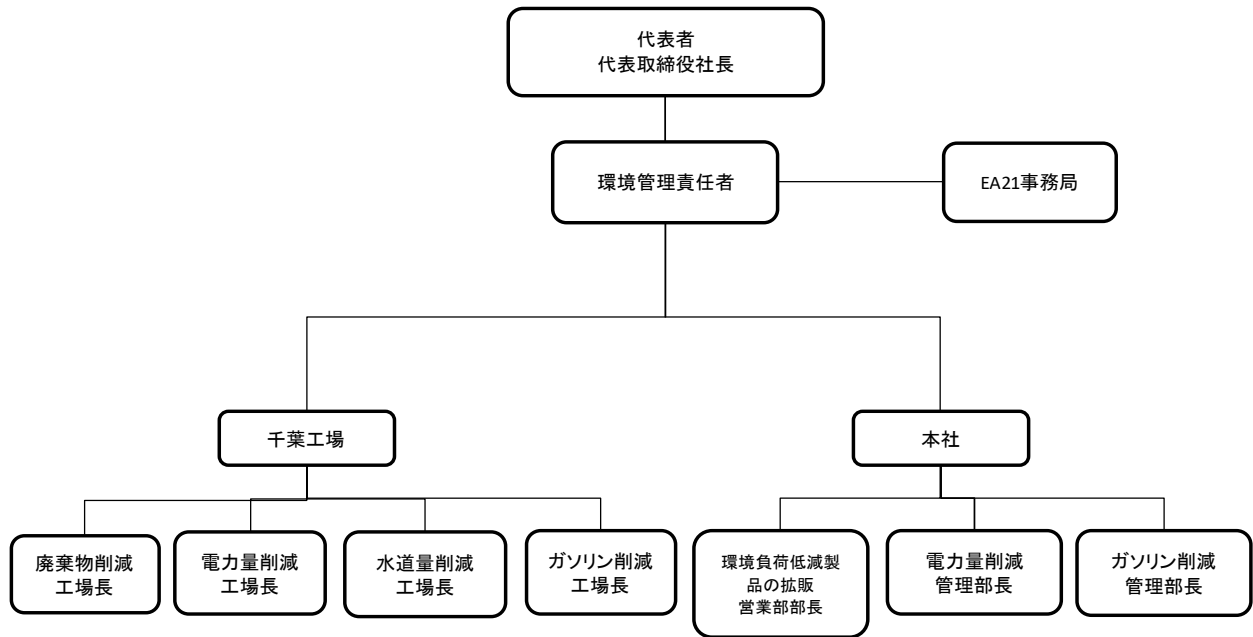 代表者
代表取締役社長
環境管理責任者
EA21事務局
千葉工場
本社
廃棄物削減
工場長
電力量削減
工場長
水道量削減
工場長
ガソリン削減
工場長
環境負荷低減製
品の拡販
営業部部長
電力量削減
管理部長
ガソリン削減
管理部長